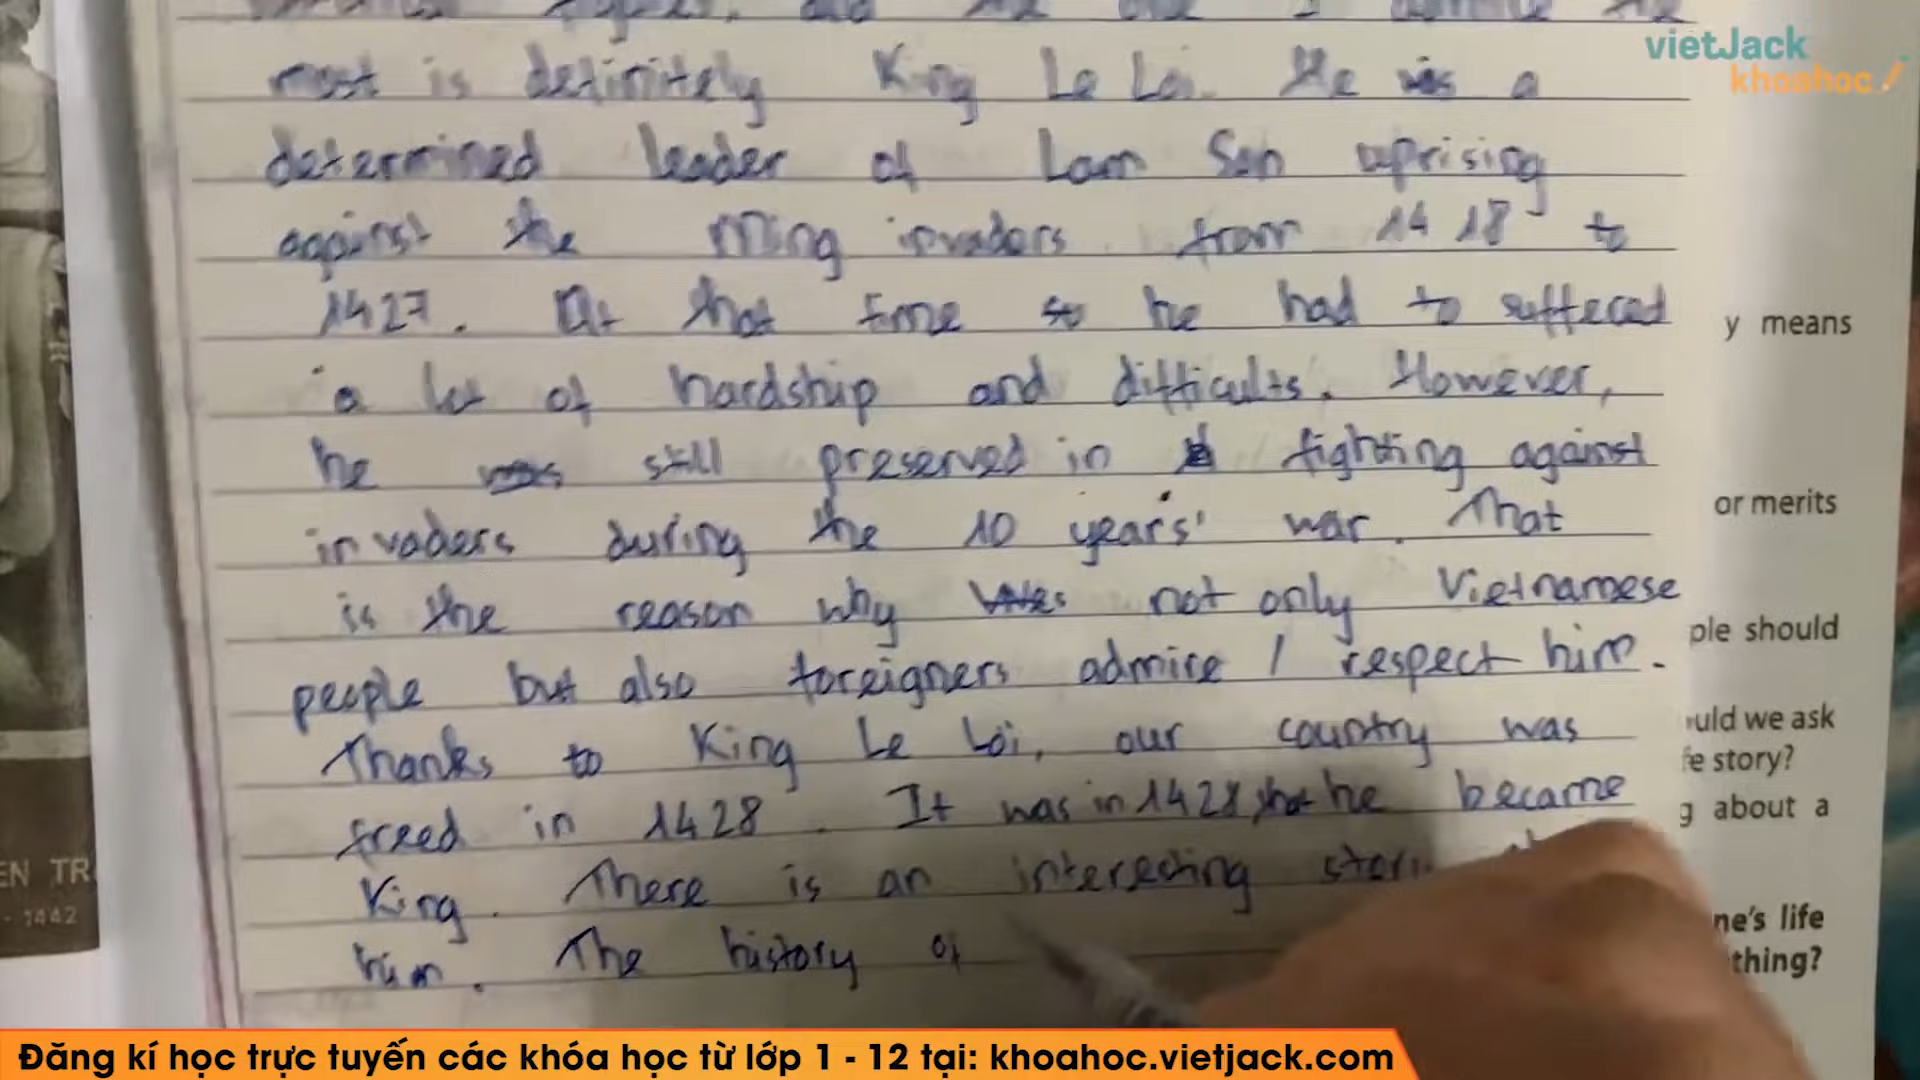 most is definitely King Le Loi. He is a
determined leader of Lam Son uprising
against the Ming invaders from 1418 to
1427. At that time he had to suffered
a lot of hardship and difficults. However,
he still preserved in fighting against
invaders during the 10 years' war. That
is the reason why not only Vietnamese
people but also foreigners admire / respect him.
Thanks to King Le Loi, our country was
freed in 1428. It was in 1428 that he became
King. There is an interesting
him. The history of
vietJack
khoahoc
y means
or merits
ple should
uld we ask
fe story?
g about a
ne's life
thing?
EN TR
- 1442
Đăng kí học trực tuyến các khóa học từ lớp 1 - 12 tại: khoahoc.vietjack.com